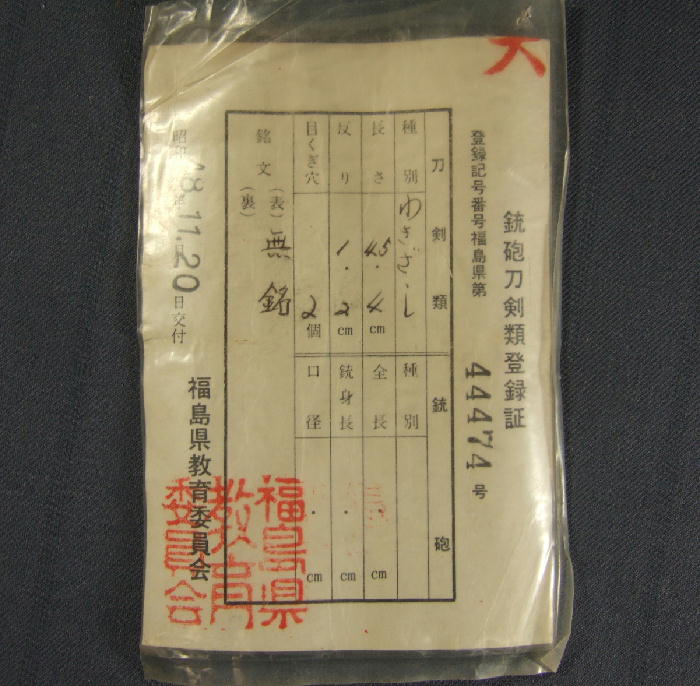 銃砲刀剣類登録証
登録記号番号福島県第 44474 号
刀剣類
銃砲
種別 わきざし
種別
長さ 45.4 cm
全長 . cm
反り 1.2 cm
銃身長 . cm
目くぎ穴 2個
口径 . cm
銘文 (表) 無銘
(裏)
昭和 48.11.20 日交付
福島県教育委員会
福島県
教育
委員会